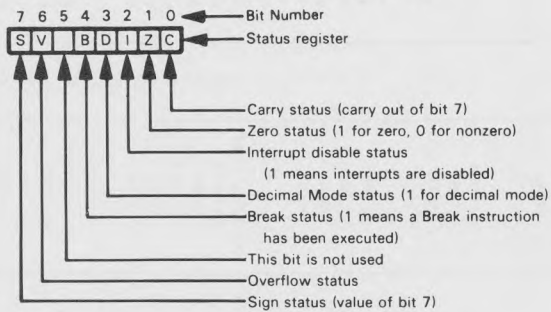 7 6 5 4 3 2 1 0 Bit Number
S V B D I Z C Status register
Carry status (carry out of bit 7)
Zero status (1 for zero, 0 for nonzero)
Interrupt disable status
(1 means interrupts are disabled)
Decimal Mode status (1 for decimal mode)
Break status (1 means a Break instruction
has been executed)
This bit is not used
Overflow status
Sign status (value of bit 7)